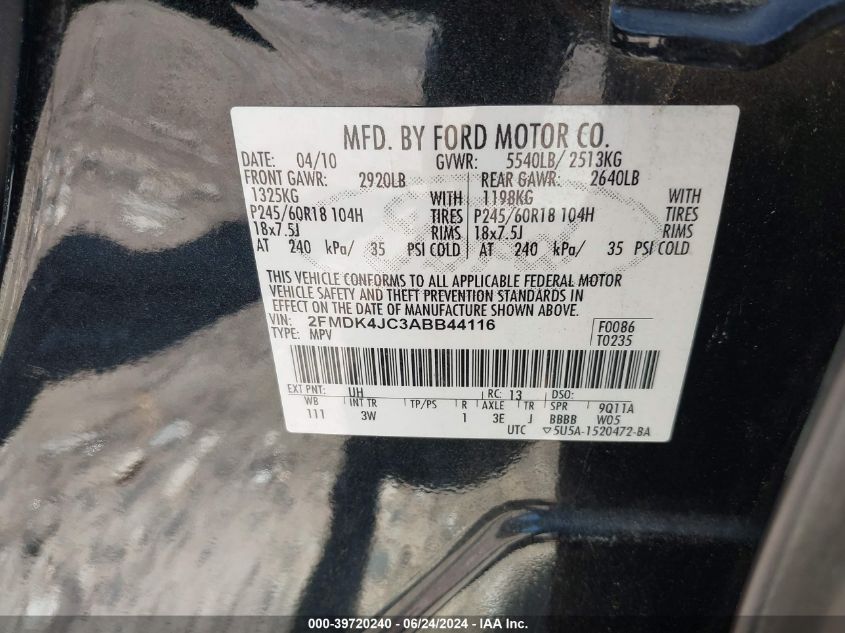 MFD. BY FORD MOTOR CO.
DATE: 04/10 GVWR: 5540LB/ 2513KG
FRONT GAWR: 2920LB REAR GAWR: 2640LB
1325KG WITH 1198KG WITH
P245/60R18 104H TIRES P245/60R18 104H TIRES
18x7.5J RIMS 18x7.5J RIMS
AT 240 kPa/ 35 PSI COLD AT 240 kPa/ 35 PSI COLD
THIS VEHICLE CONFORMS TO ALL APPLICABLE FEDERAL MOTOR
VEHICLE SAFETY AND THEFT PREVENTION STANDARDS IN
EFFECT ON THE DATE OF MANUFACTURE SHOWN ABOVE.
VIN: 2FMDK4JC3ABB44116 F0086
TYPE: MPV T0235
EXT PNT: UH RC: 13 DSO:
WB INT TR TP/PS R AXLE TR SPR 9Q11A
111 3W 1 3E J BBBB W05
UTC ▽5U5A-1520472-BA
000-39720240 - 06/24/2024 - IAA Inc.